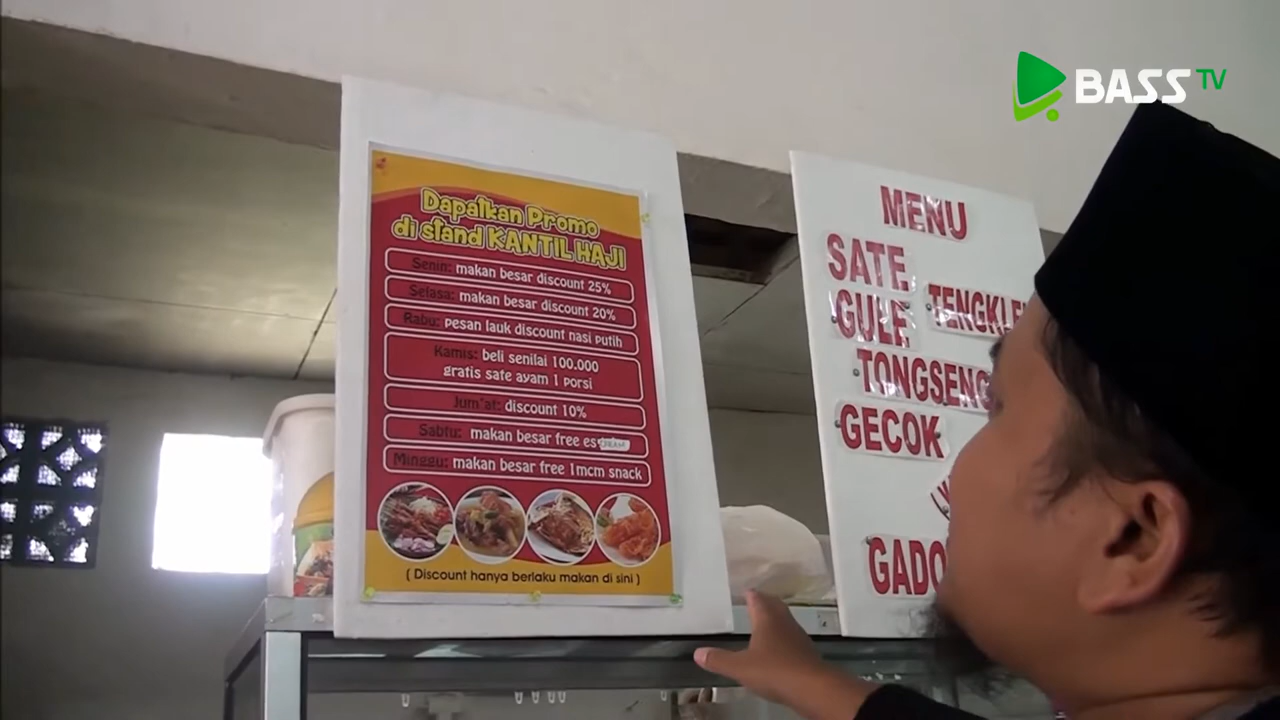 BASS TV
Dapatkan Promo
di stand KANTIL HAJI
Senin: makan besar discount 25%
Selasa: makan besar discount 20%
Rabu: pesan lauk discount nasi putih
Kamis: beli senilai 100.000
gratis sate ayam 1 porsi
Jum'at: discount 10%
Sabtu: makan besar free es CREAM
Minggu: makan besar free 1mcm snack
( Discount hanya berlaku makan di sini )
MENU
SATE
GULE
TENGKLE
TONGSENG
GECOK
GADO